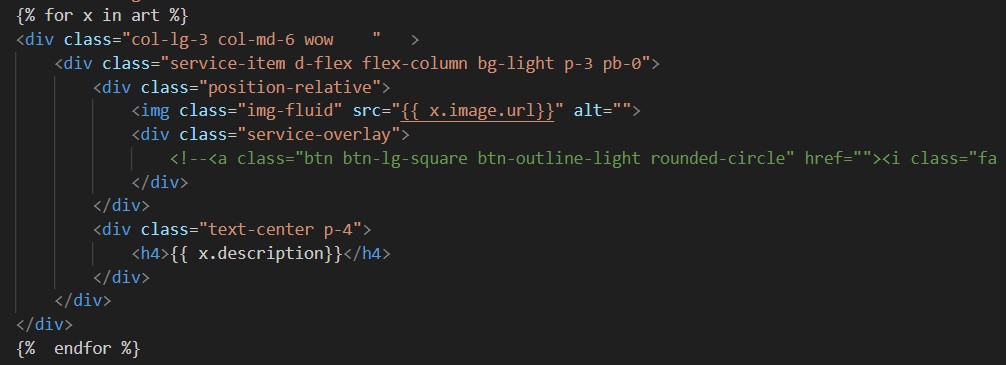 {% for x in art %}
<div class="col-lg-3 col-md-6 wow    "   >
    <div class="service-item d-flex flex-column bg-light p-3 pb-0">
        <div class="position-relative">
            <img class="img-fluid" src="{{ x.image.url}}" alt="">
            <div class="service-overlay">
                <!--<a class="btn btn-lg-square btn-outline-light rounded-circle" href=""><i class="fa
            </div>
        </div>
        <div class="text-center p-4">
            <h4>{{ x.description}}</h4>
        </div>
    </div>
</div>
{%  endfor %}